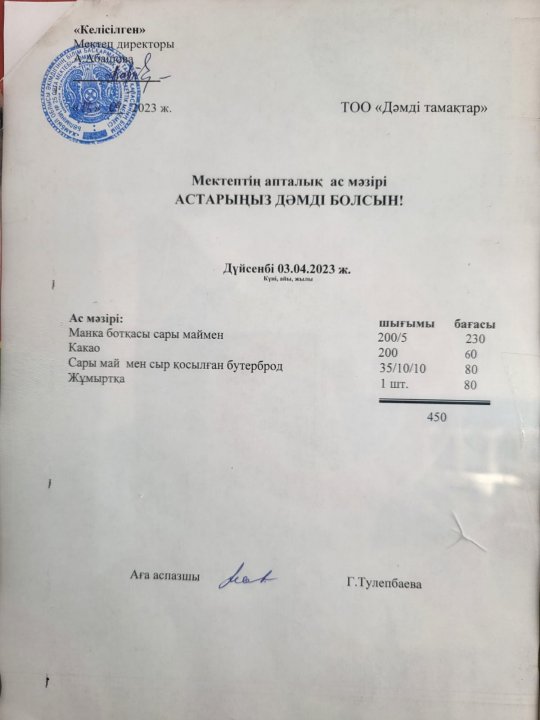 «Келісілген»
Мектеп директоры
А.Абаирова
2023 ж.
ТОО «Дәмді тамақтар»
Мектептің апталық ас мәзірі
АСТАРЫҢЫЗ ДӘМДІ БОЛСЫН!
Дүйсенбі 03.04.2023 ж.
Күні, айы, жылы
Ас мәзірі: шығымы бағасы
Манка ботқасы сары маймен 200/5 230
Какао 200 60
Сары май мен сыр қосылған бутерброд 35/10/10 80
Жұмыртқа 1 шт. 80
450
Аға аспазшы Г.Тулепбаева